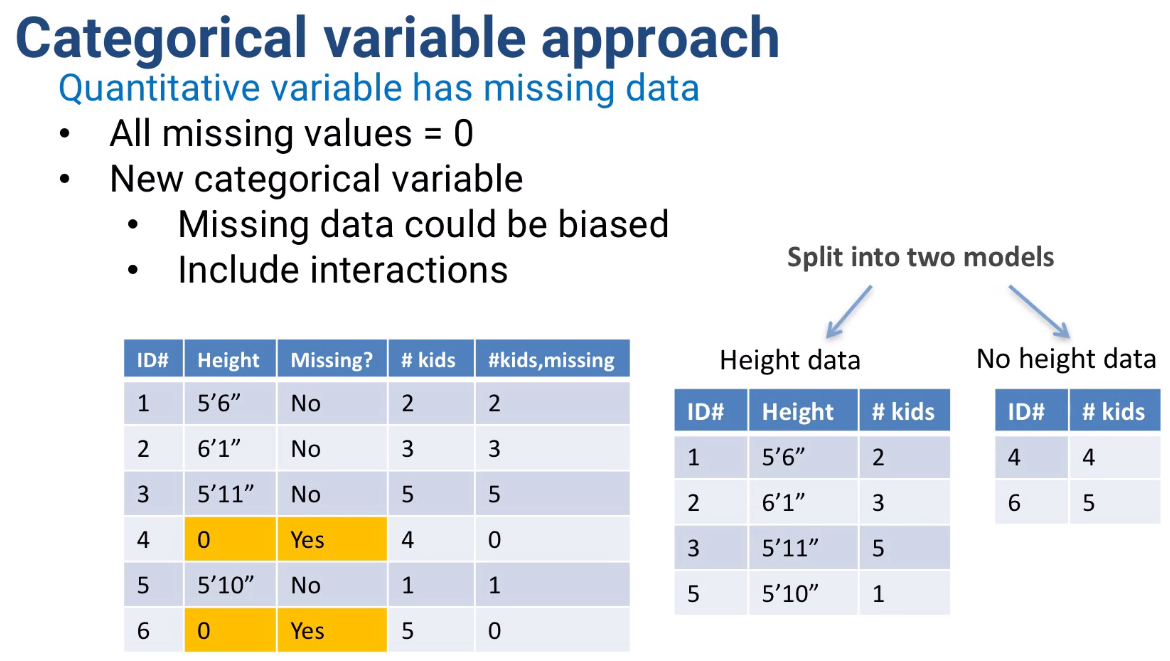 Categorical variable approach
Quantitative variable has missing data
• All missing values = 0
• New categorical variable
• Missing data could be biased
• Include interactions
Split into two models
Height data
No height data
ID# Height Missing? # kids #kids,missing
1 5’6” No 2 2
2 6’1” No 3 3
3 5’11” No 5 5
4 0 Yes 4 0
5 5’10” No 1 1
6 0 Yes 5 0
ID# Height # kids
1 5’6” 2
2 6’1” 3
3 5’11” 5
5 5’10” 1
ID# # kids
4 4
6 5